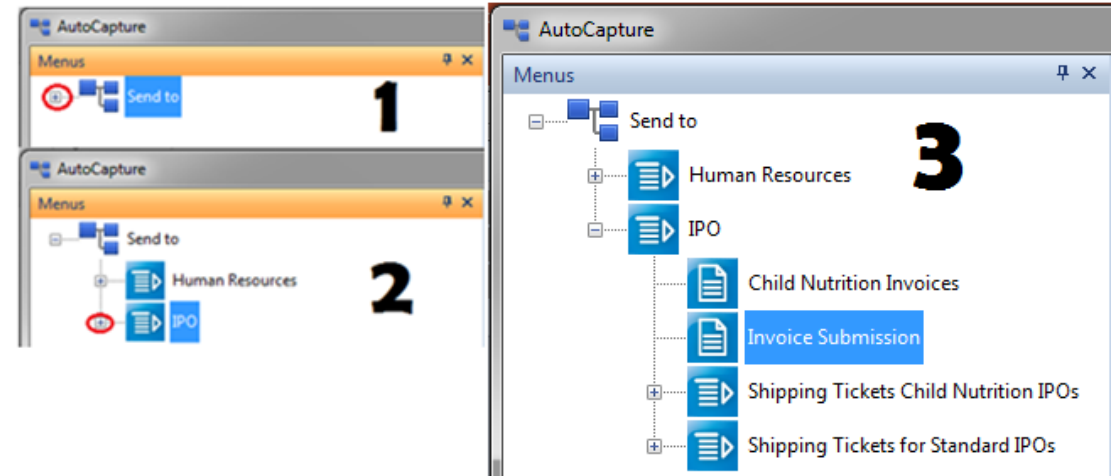 AutoCapture
Menus
Send to
1
AutoCapture
Menus
Send to
Human Resources
IPO
2
AutoCapture
Menus
Send to
3
Human Resources
IPO
Child Nutrition Invoices
Invoice Submission
Shipping Tickets Child Nutrition IPOs
Shipping Tickets for Standard IPOs